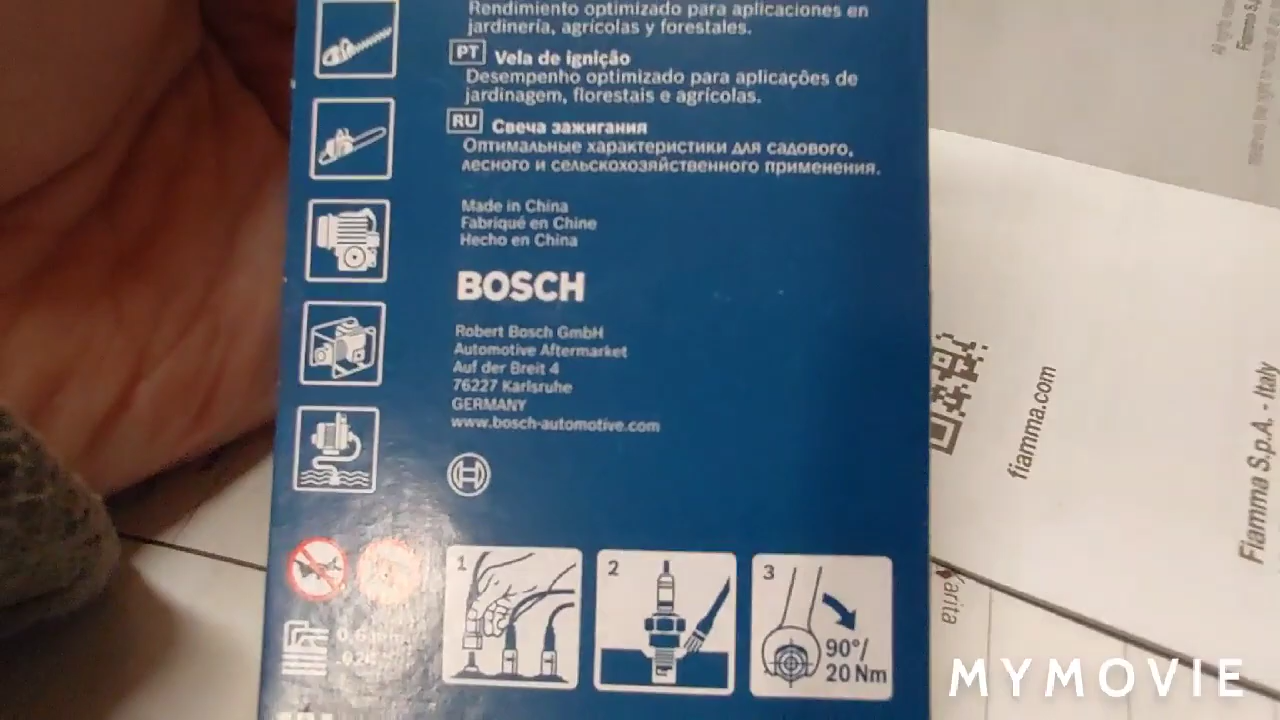 Rendimiento optimizado para aplicaciones en
jardinería, agrícolas y forestales.
PT Vela de ignição
Desempenho optimizado para aplicações de
jardinagem, florestais e agrícolas.
RU Свеча зажигания
Оптимальные характеристики для садового,
лесного и сельскохозяйственного применения.
Made in China
Fabriqué en Chine
Hecho en China
BOSCH
Robert Bosch GmbH
Automotive Aftermarket
Auf der Breit 4
76227 Karlsruhe
GERMANY
www.bosch-automotive.com
1
2
3
90°/
20 Nm
fiamma.com
Fiamma S.p.A. - Italy
MYMOVIE